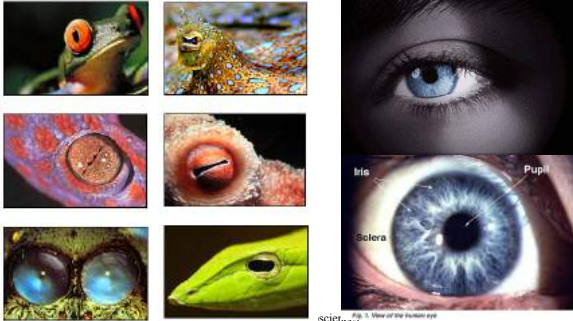 Iris
Pupil
Sclera
Fig. 1. View of the human eye